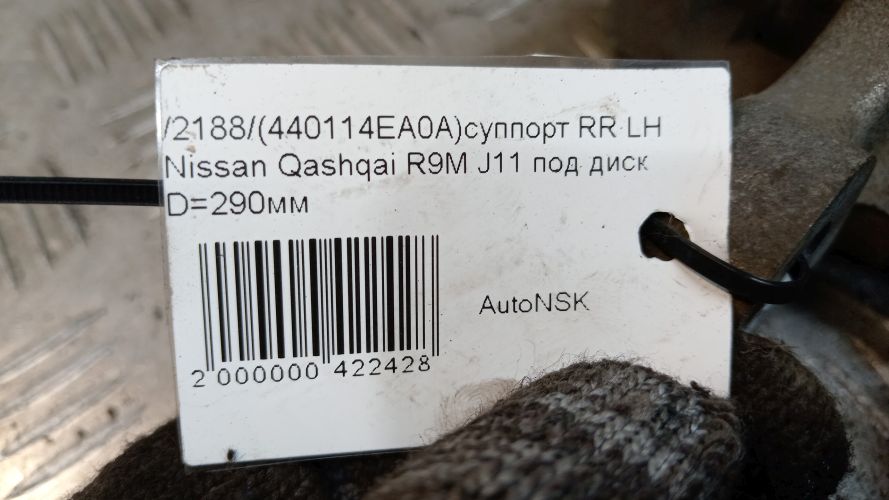 /2188/(440114EA0A)суппорт RR LH
Nissan Qashqai R9M J11 под диск
D=290мм
AutoNSK
2 000000 422428